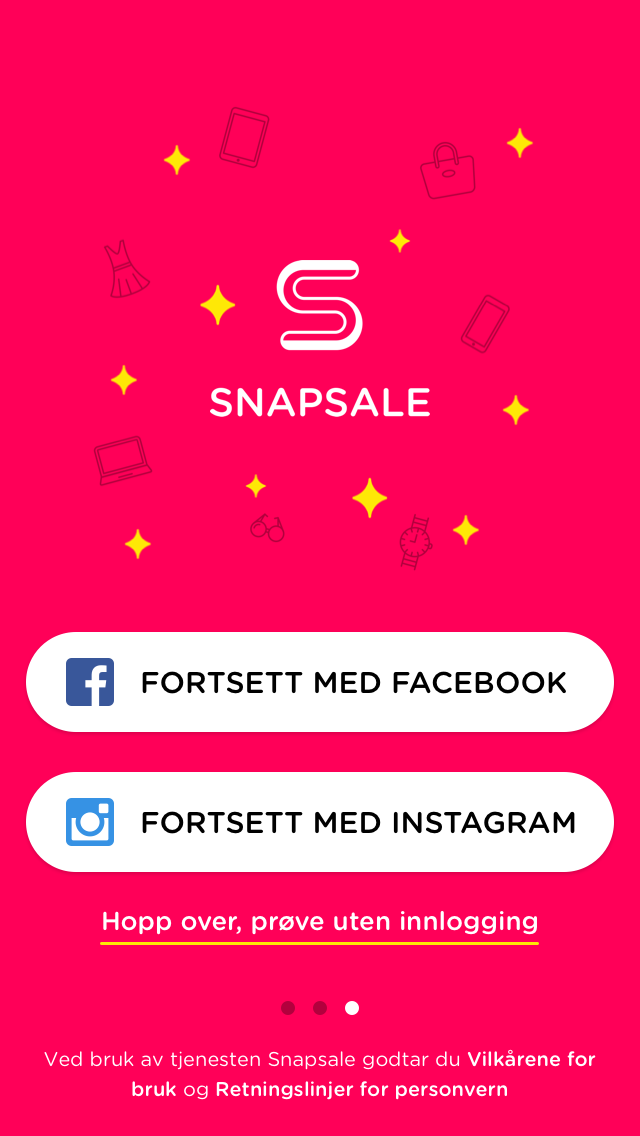 SNAPSALE
FORTSETT MED FACEBOOK
FORTSETT MED INSTAGRAM
Hopp over, prøve uten innlogging
Ved bruk av tjenesten Snapsale godtar du Vilkårene for
bruk og Retningslinjer for personvern